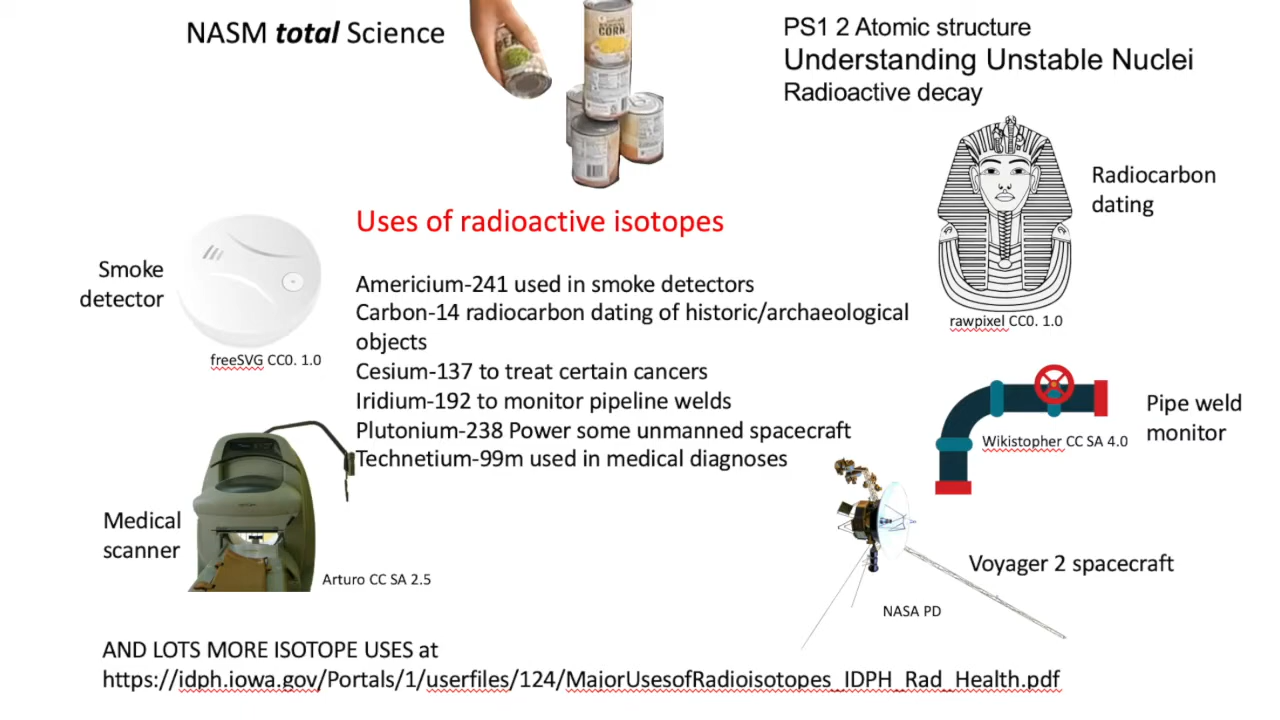 NASM total Science
PS1 2 Atomic structure
Understanding Unstable Nuclei
Radioactive decay
CORN
Radiocarbon
dating
Uses of radioactive isotopes
Smoke
detector
Americium-241 used in smoke detectors
Carbon-14 radiocarbon dating of historic/archaeological
objects
rawpixel CC0. 1.0
freeSVG CC0. 1.0
Cesium-137 to treat certain cancers
Iridium-192 to monitor pipeline welds
Plutonium-238 Power some unmanned spacecraft
Technetium-99m used in medical diagnoses
Pipe weld
monitor
Wikistopher CC SA 4.0
Medical
scanner
Arturo CC SA 2.5
Voyager 2 spacecraft
NASA PD
AND LOTS MORE ISOTOPE USES at
https://idph.iowa.gov/Portals/1/userfiles/124/MajorUsesofRadioisotopes_IDPH_Rad_Health.pdf